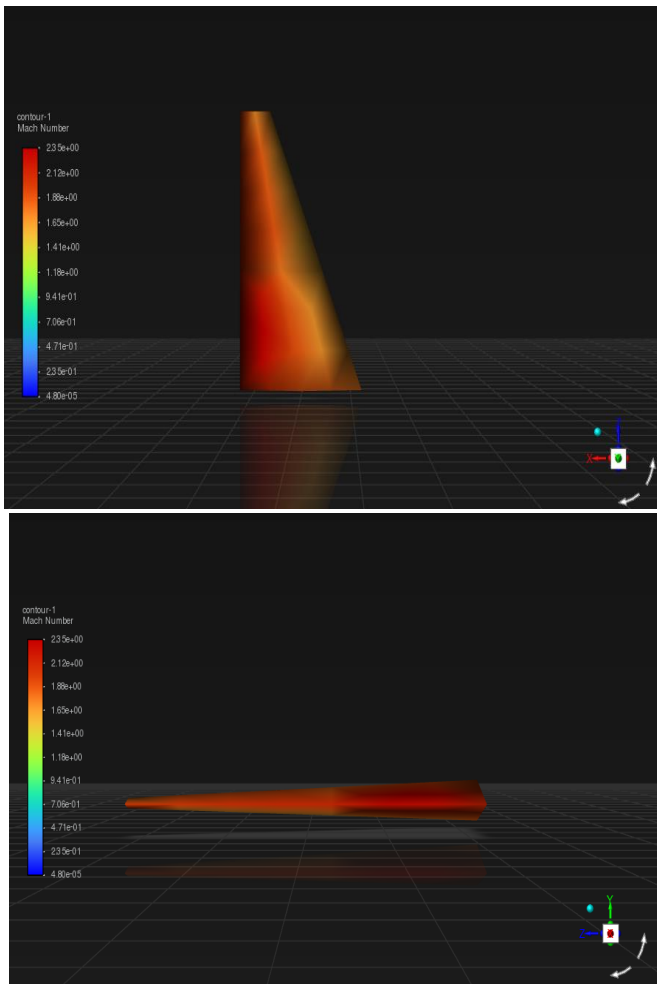 contour-1
Mach Number
2.35e+00
2.12e+00
1.88e+00
1.65e+00
1.41e+00
1.18e+00
9.41e-01
7.06e-01
4.71e-01
2.35e-01
4.80e-05
X
contour-1
Mach Number
2.35e+00
2.12e+00
1.88e+00
1.65e+00
1.41e+00
1.18e+00
9.41e-01
7.06e-01
4.71e-01
2.35e-01
4.80e-05
Y